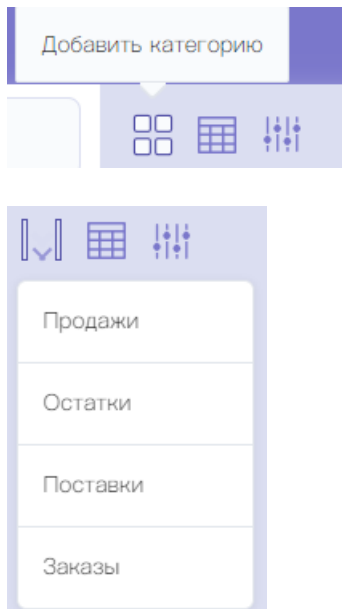 Добавить категорию
Продажи
Остатки
Поставки
Заказы